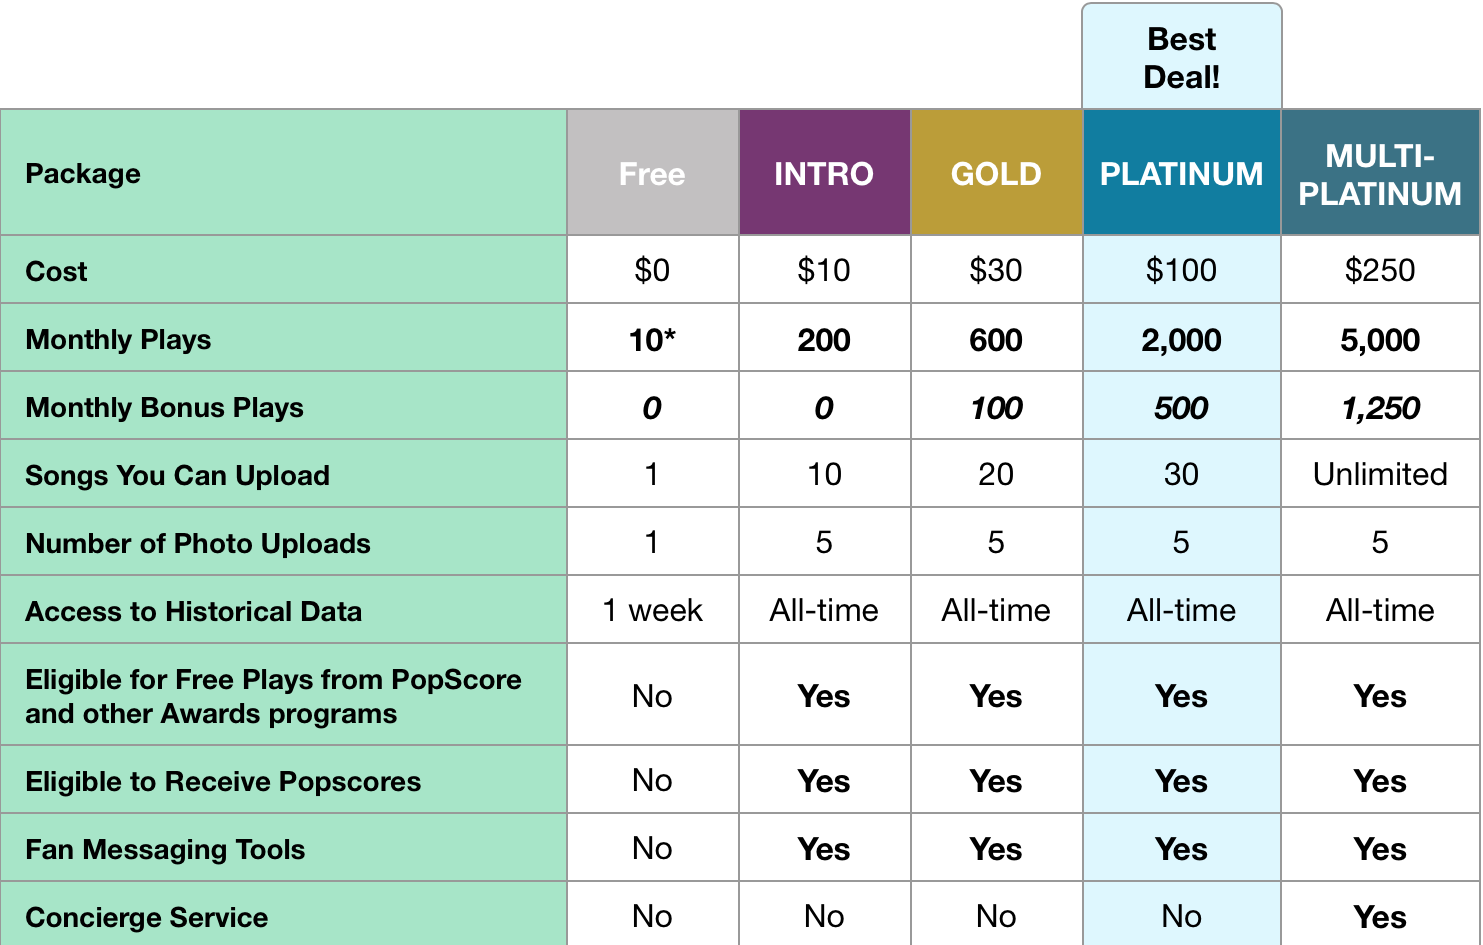 Best
Deal!
Package Free INTRO GOLD PLATINUM MULTI-
PLATINUM
Cost $0 $10 $30 $100 $250
Monthly Plays 10* 200 600 2,000 5,000
Monthly Bonus Plays 0 0 100 500 1,250
Songs You Can Upload 1 10 20 30 Unlimited
Number of Photo Uploads 1 5 5 5 5
Access to Historical Data 1 week All-time All-time All-time All-time
Eligible for Free Plays from PopScore
and other Awards programs No Yes Yes Yes Yes
Eligible to Receive Popscores No Yes Yes Yes Yes
Fan Messaging Tools No Yes Yes Yes Yes
Concierge Service No No No No Yes